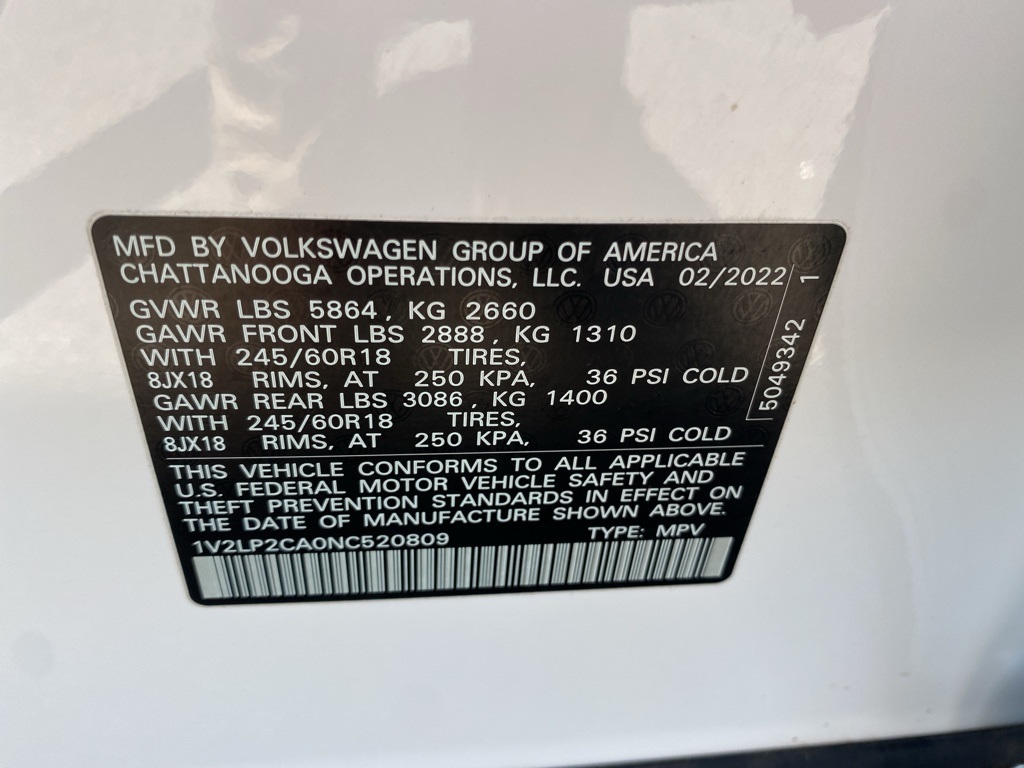 MFD BY VOLKSWAGEN GROUP OF AMERICA
CHATTANOOGA OPERATIONS, LLC. USA 02/2022
GVWR LBS 5864, KG 2660
GAWR FRONT LBS 2888, KG 1310
WITH 245/60R18 TIRES,
8JX18 RIMS, AT 250 KPA, 36 PSI COLD
GAWR REAR LBS 3086, KG 1400
WITH 245/60R18 TIRES,
8JX18 RIMS, AT 250 KPA, 36 PSI COLD
5049342 1
THIS VEHICLE CONFORMS TO ALL APPLICABLE
U.S. FEDERAL MOTOR VEHICLE SAFETY AND
THEFT PREVENTION STANDARDS IN EFFECT ON
THE DATE OF MANUFACTURE SHOWN ABOVE.
1V2LP2CA0NC520809 TYPE: MPV